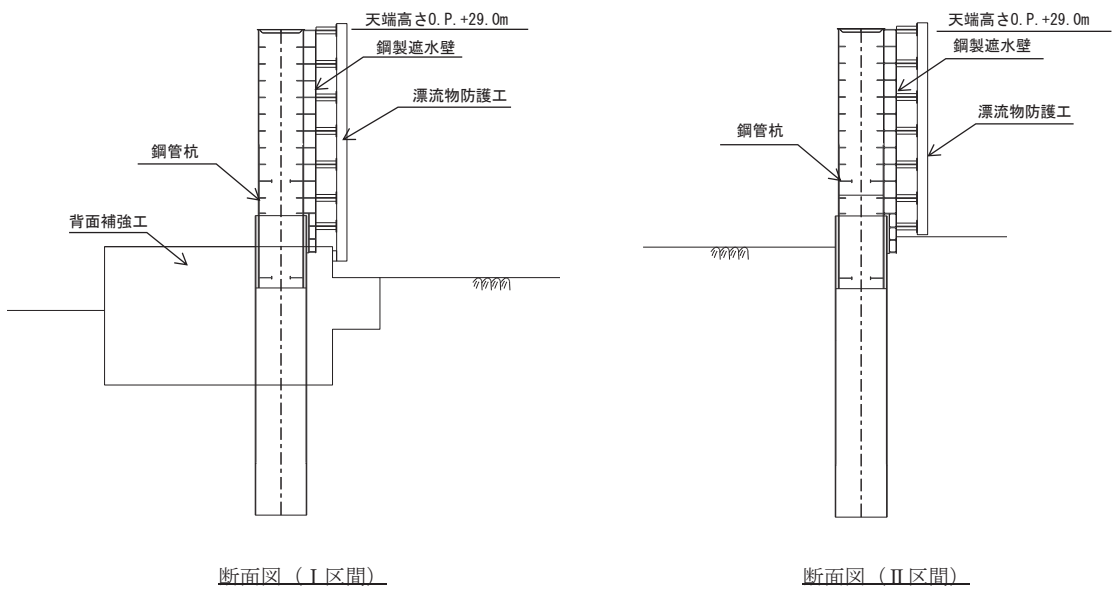 天端高さO.P.+29.0m
鋼製遮水壁
漂流物防護工
鋼管杭
背面補強工
断面図(Ⅰ区間)
天端高さO.P.+29.0m
鋼製遮水壁
漂流物防護工
鋼管杭
断面図(Ⅱ区間)